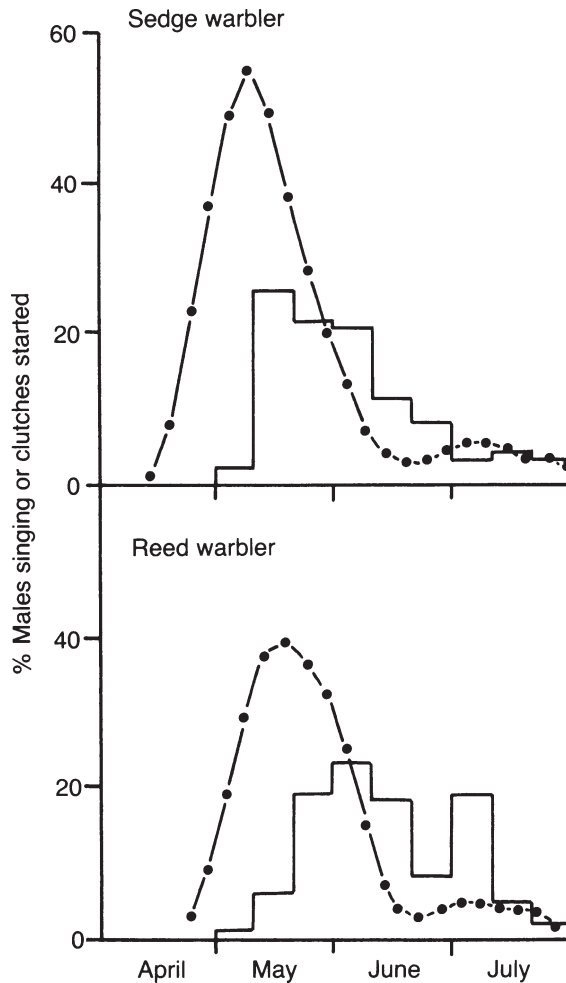 Sedge warbler
60
40
20
0
% Males singing or clutches started
Reed warbler
40
20
0
April May June July